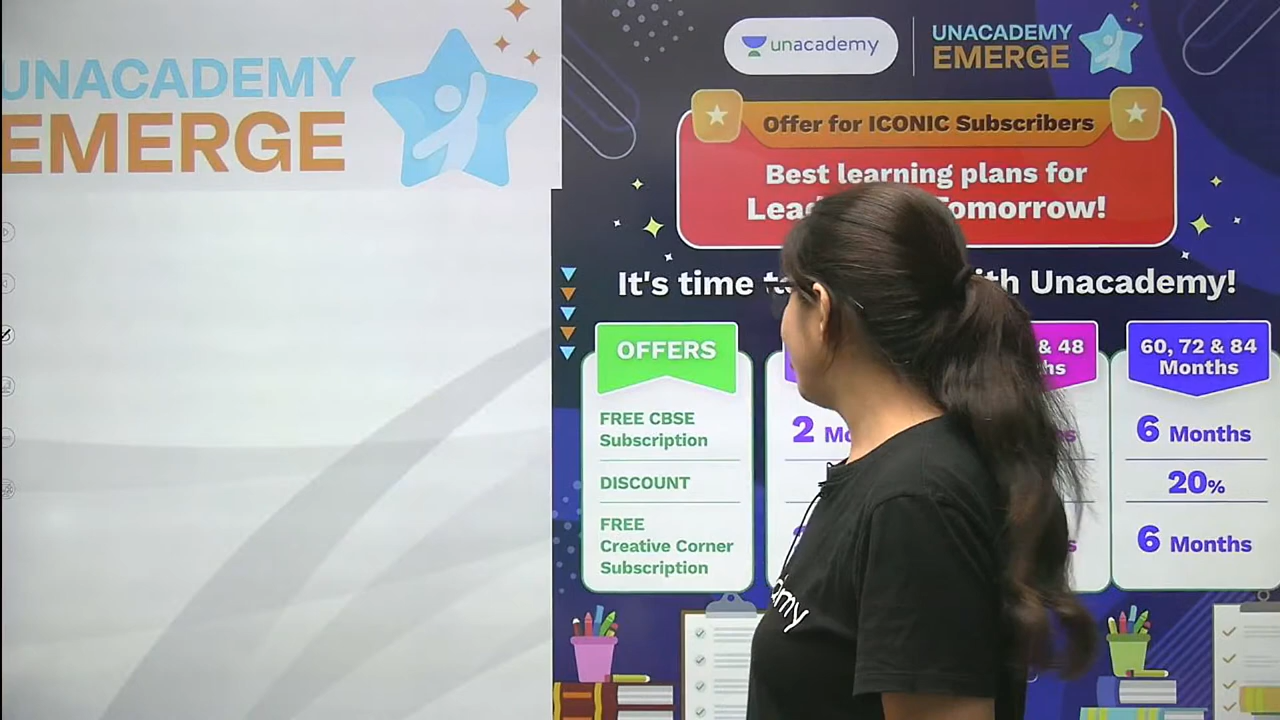 UNACADEMY
EMERGE
unacademy
UNACADEMY
EMERGE
Offer for ICONIC Subscribers
Best learning plans for
Lea omorrow!
It's time th Unacademy!
OFFERS
& 48
hs
60, 72 & 84
Months
FREE CBSE
Subscription
2 Mo
6 Months
DISCOUNT
20%
FREE
Creative Corner
Subscription
6 Months
my